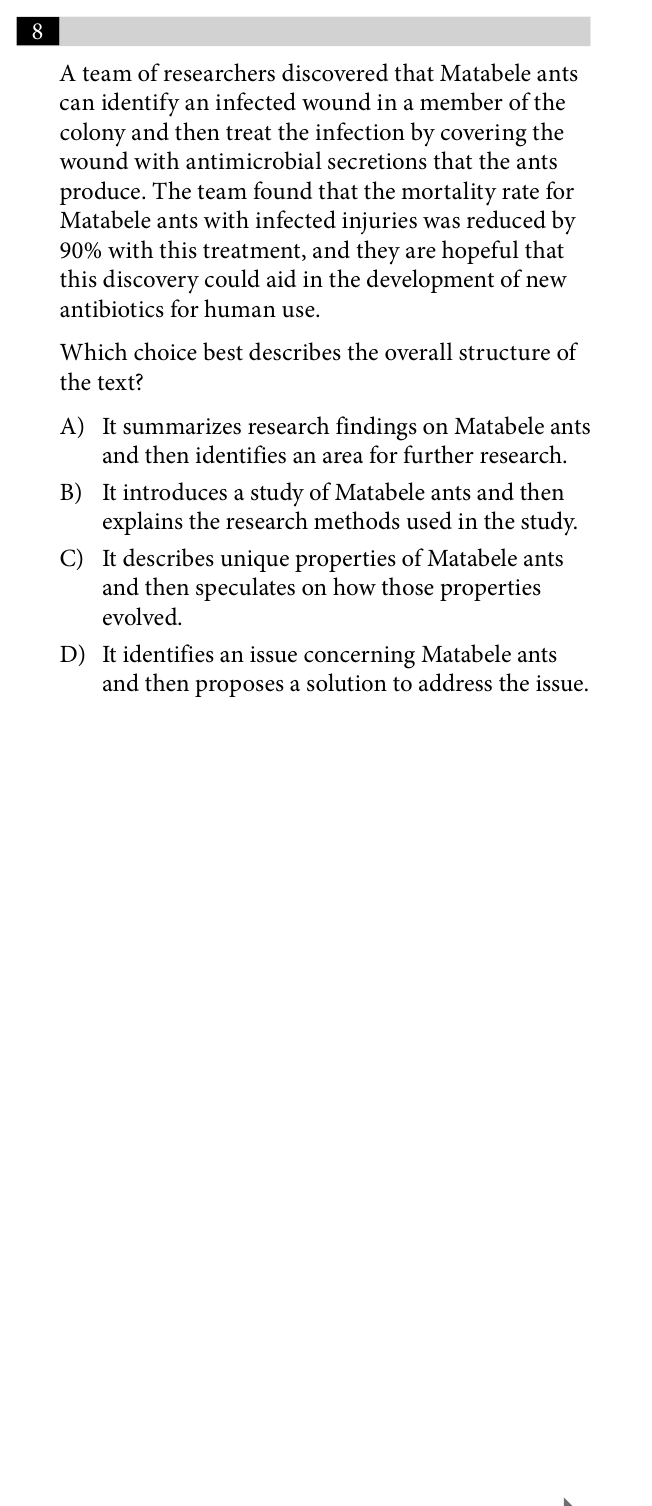 8
A team of researchers discovered that Matabele ants
can identify an infected wound in a member of the
colony and then treat the infection by covering the
wound with antimicrobial secretions that the ants
produce. The team found that the mortality rate for
Matabele ants with infected injuries was reduced by
90% with this treatment, and they are hopeful that
this discovery could aid in the development of new
antibiotics for human use.
Which choice best describes the overall structure of
the text?
A) It summarizes research findings on Matabele ants
and then identifies an area for further research.
B) It introduces a study of Matabele ants and then
explains the research methods used in the study.
C) It describes unique properties of Matabele ants
and then speculates on how those properties
evolved.
D) It identifies an issue concerning Matabele ants
and then proposes a solution to address the issue.